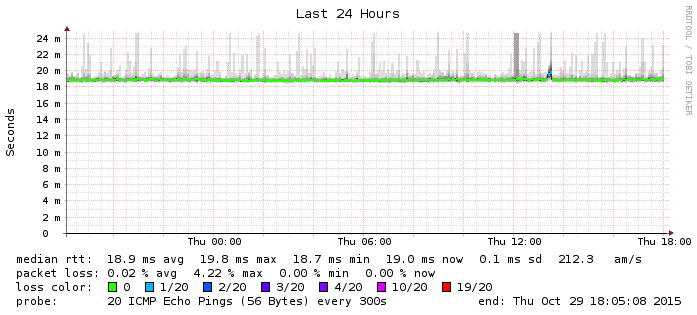 Last 24 Hours
RRDTOOL / TOBI OETIKER
Seconds
24 m
22 m
20 m
18 m
16 m
14 m
12 m
10 m
8 m
6 m
4 m
2 m
0
Thu 00:00 Thu 06:00 Thu 12:00 Thu 18:00
median rtt: 18.9 ms avg 19.8 ms max 18.7 ms min 19.0 ms now 0.1 ms sd 212.3 am/s
packet loss: 0.02 % avg 4.22 % max 0.00 % min 0.00 % now
loss color: 0 1/20 2/20 3/20 4/20 10/20 19/20
probe: 20 ICMP Echo Pings (56 Bytes) every 300s end: Thu Oct 29 18:05:08 2015